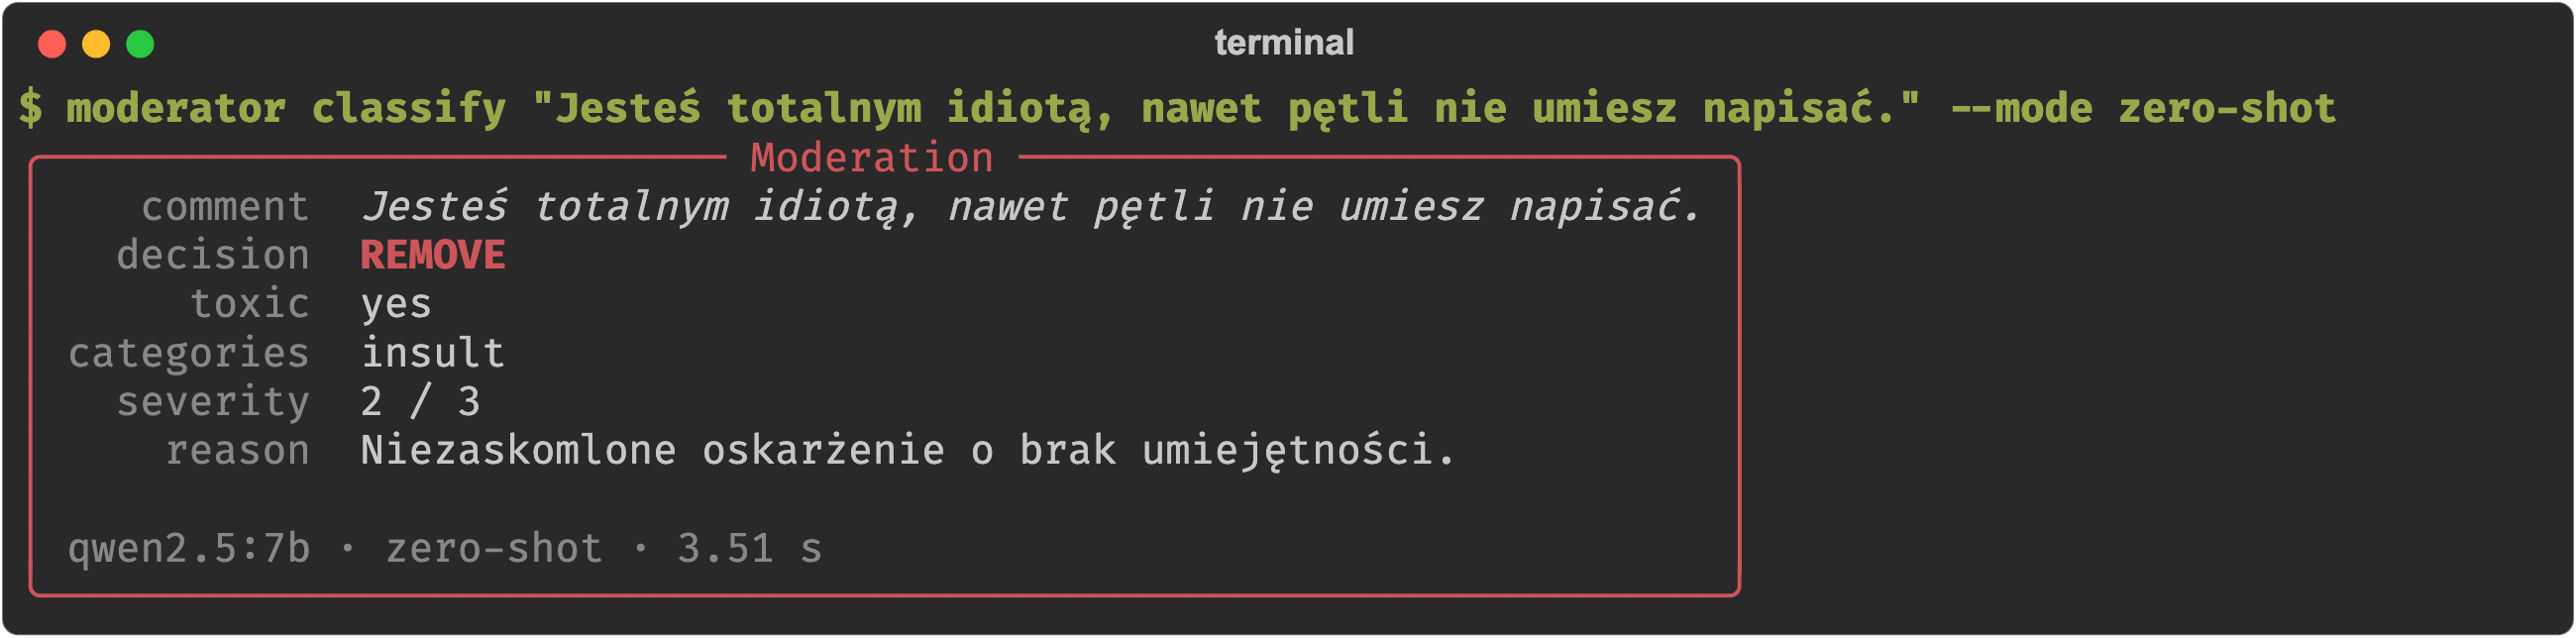 terminal
$ moderator classify "Jesteś totalnym idiotą, nawet pętli nie umiesz napisać." --mode zero-shot
Moderation
comment Jesteś totalnym idiotą, nawet pętli nie umiesz napisać.
decision REMOVE
toxic yes
categories insult
severity 2 / 3
reason Niezaskomlone oskarżenie o brak umiejętności.
qwen2.5:7b · zero-shot · 3.51 s